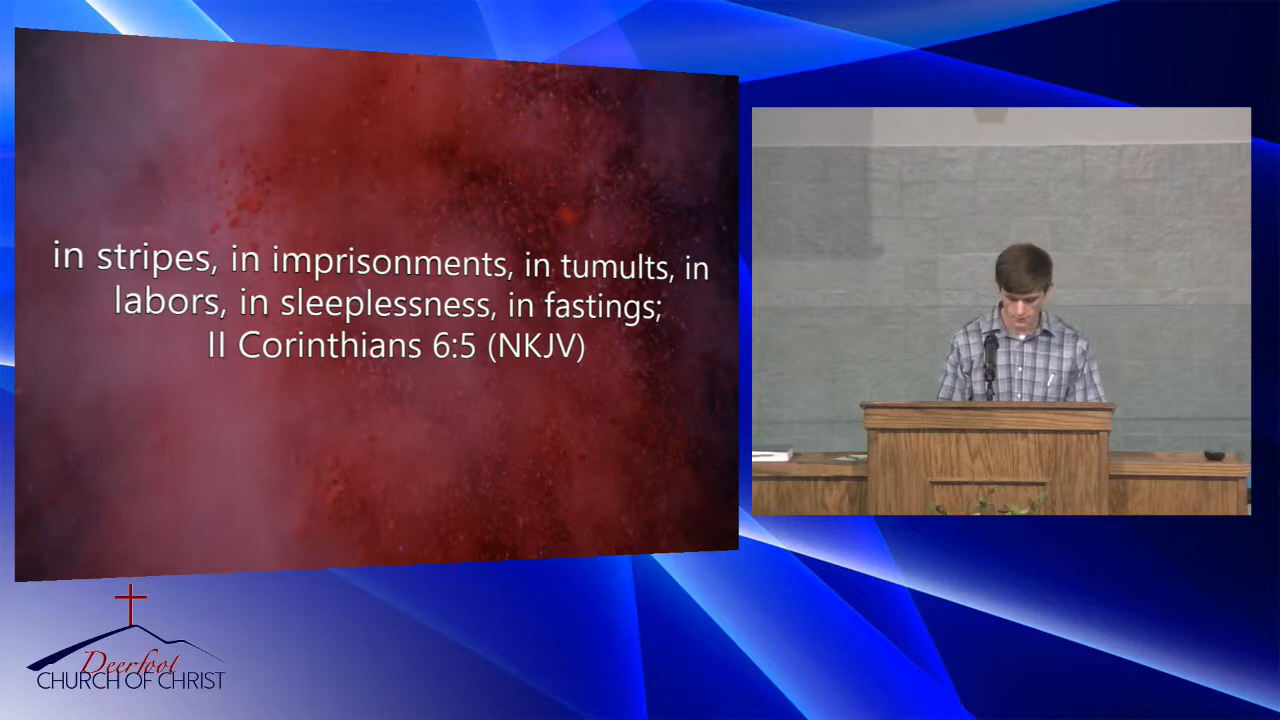 in stripes, in imprisonments, in tumults, in
labors, in sleeplessness, in fastings;
II Corinthians 6:5 (NKJV)
Deerfoot
CHURCH OF CHRIST